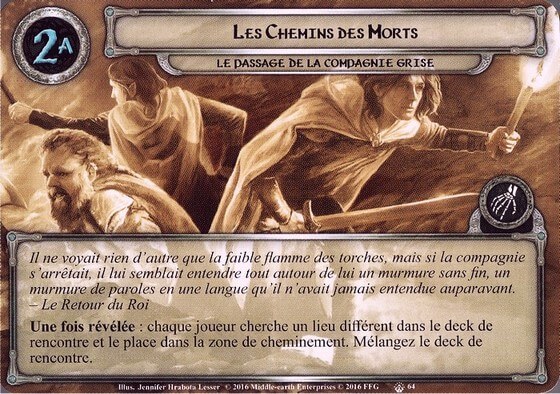 2A
Les Chemins des Morts
Le passage de la Compagnie Grise
Il ne voyait rien d'autre que la faible flamme des torches, mais si la compagnie
s'arrêtait, il lui semblait entendre tout autour de lui un murmure sans fin, un
murmure de paroles en une langue qu'il n'avait jamais entendue auparavant.
– Le Retour du Roi
Une fois révélée : chaque joueur cherche un lieu différent dans le deck de
rencontre et le place dans la zone de cheminement. Mélangez le deck de
rencontre.
Illus. Jennifer Hrabota Lesser © 2016 Middle-earth Enterprises © 2016 FFG 64